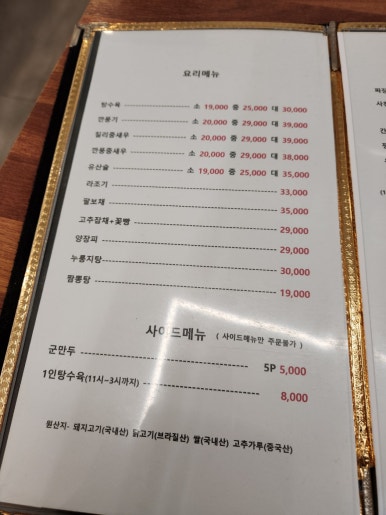 요리메뉴
탕수육 소 19,000 중 25,000 대 30,000
깐풍기 소 20,000 중 29,000 대 39,000
칠리중새우 소 20,000 중 29,000 대 39,000
깐풍중새우 소 20,000 중 29,000 대 38,000
유산슬 소 19,000 중 25,000 대 35,000
라조기 33,000
팔보채 35,000
고추잡채+꽃빵 29,000
양장피 29,000
누룽지탕 30,000
짬뽕탕 19,000
사이드메뉴 ( 사이드메뉴만 주문불가 )
군만두 5P 5,000
1인탕수육(11시~3시까지) 8,000
원산지- 돼지고기(국내산) 닭고기(브라질산) 쌀(국내산) 고추가루(중국산)